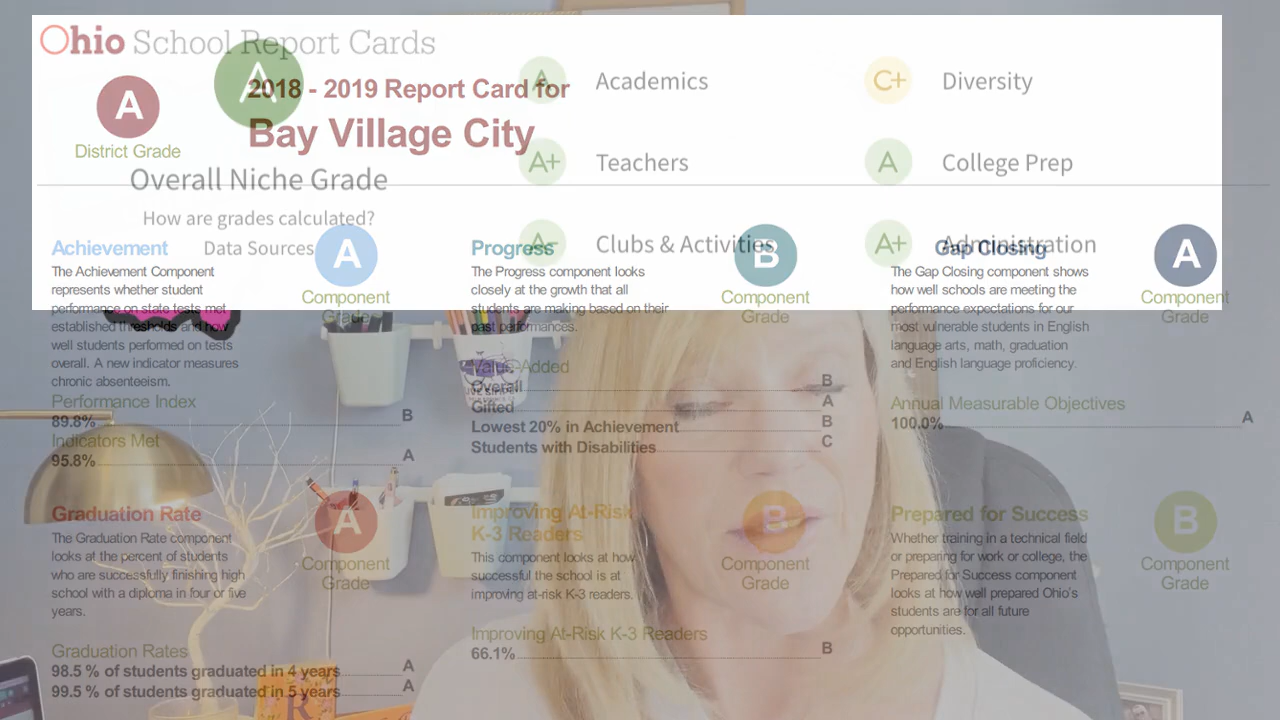 Ohio School Report Cards
2018 - 2019 Report Card for
Bay Village City
A
District Grade
A
Overall Niche Grade
How are grades calculated?
Data Sources
A Academics
C+ Diversity
A+ Teachers
A College Prep
A- Clubs & Activities
A+ Administration
Achievement
A
Component
Grade
The Achievement Component
represents whether student
performance on state tests met
established thresholds and how
well students performed on tests
overall. A new indicator measures
chronic absenteeism.
Performance Index
89.8% B
Indicators Met
95.8% A
Progress
B
Component
Grade
The Progress component looks
closely at the growth that all
students are making based on their
past performances.
Value-Added
Overall B
Gifted A
Lowest 20% in Achievement B
Students with Disabilities C
Gap Closing
A
Component
Grade
The Gap Closing component shows
how well schools are meeting the
performance expectations for our
most vulnerable students in English
language arts, math, graduation
and English language proficiency.
Annual Measurable Objectives
100.0% A
Graduation Rate
A
Component
Grade
The Graduation Rate component
looks at the percent of students
who are successfully finishing high
school with a diploma in four or five
years.
Graduation Rates
98.5 % of students graduated in 4 years A
99.5 % of students graduated in 5 years A
Improving At-Risk
K-3 Readers
B
Component
Grade
This component looks at how
successful the school is at
improving at-risk K-3 readers.
Improving At-Risk K-3 Readers
66.1% B
Prepared for Success
B
Component
Grade
Whether training in a technical field
or preparing for work or college, the
Prepared for Success component
looks at how well prepared Ohio's
students are for all future
opportunities.
R